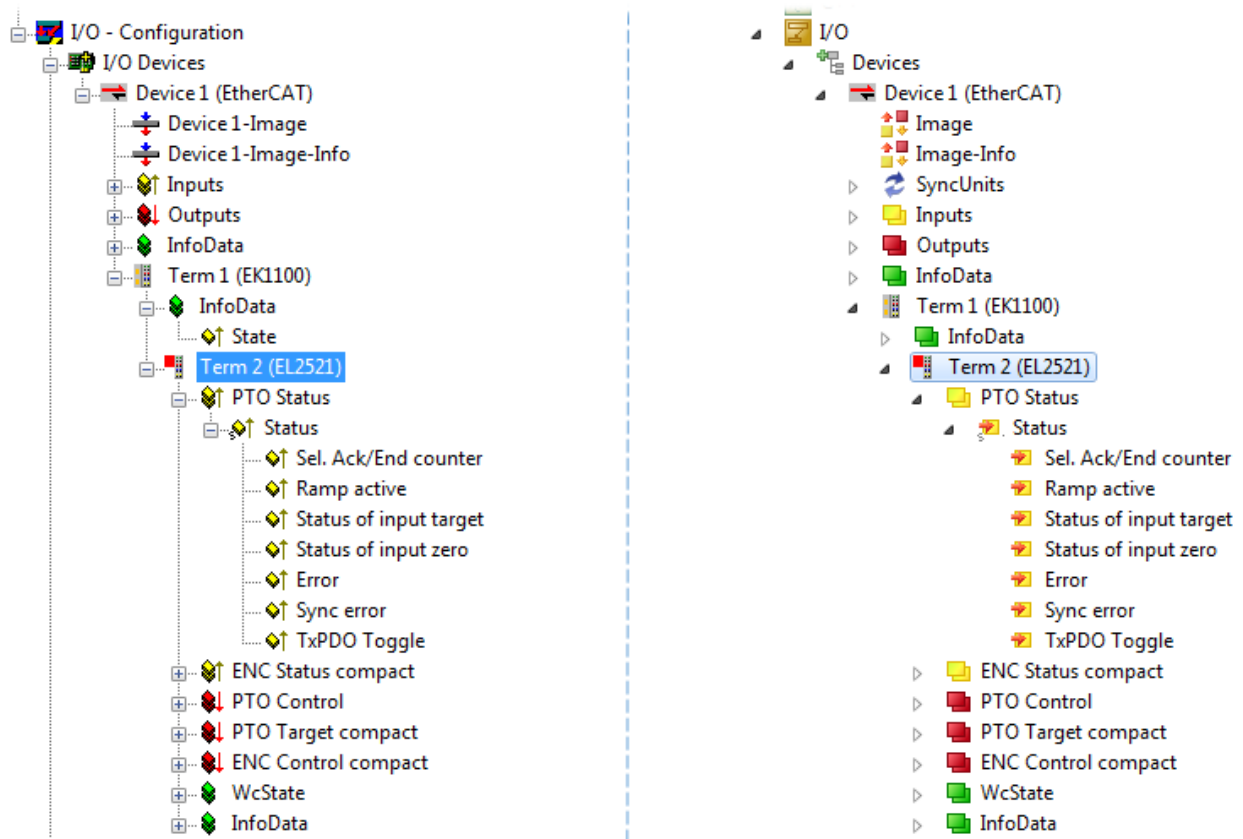 I/O - Configuration
I/O Devices
Device 1 (EtherCAT)
Device 1-Image
Device 1-Image-Info
Inputs
Outputs
InfoData
Term 1 (EK1100)
InfoData
State
Term 2 (EL2521)
PTO Status
Status
Sel. Ack/End counter
Ramp active
Status of input target
Status of input zero
Error
Sync error
TxPDO Toggle
ENC Status compact
PTO Control
PTO Target compact
ENC Control compact
WcState
InfoData
I/O
Devices
Device 1 (EtherCAT)
Image
Image-Info
SyncUnits
Inputs
Outputs
InfoData
Term 1 (EK1100)
InfoData
Term 2 (EL2521)
PTO Status
Status
Sel. Ack/End counter
Ramp active
Status of input target
Status of input zero
Error
Sync error
TxPDO Toggle
ENC Status compact
PTO Control
PTO Target compact
ENC Control compact
WcState
InfoData